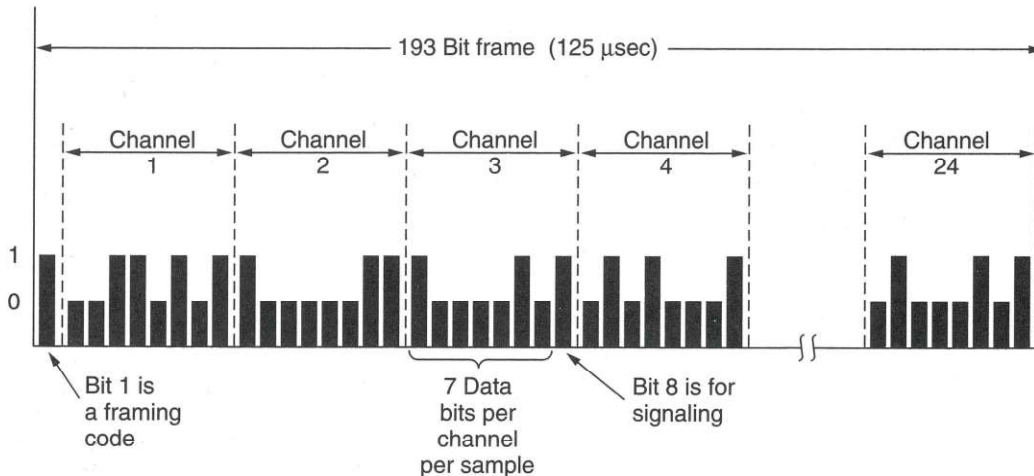 193 Bit frame (125 μsec)
Channel
1
Channel
2
Channel
3
Channel
4
Channel
24
1
0
Bit 1 is
a framing
code
7 Data
bits per
channel
per sample
Bit 8 is for
signaling